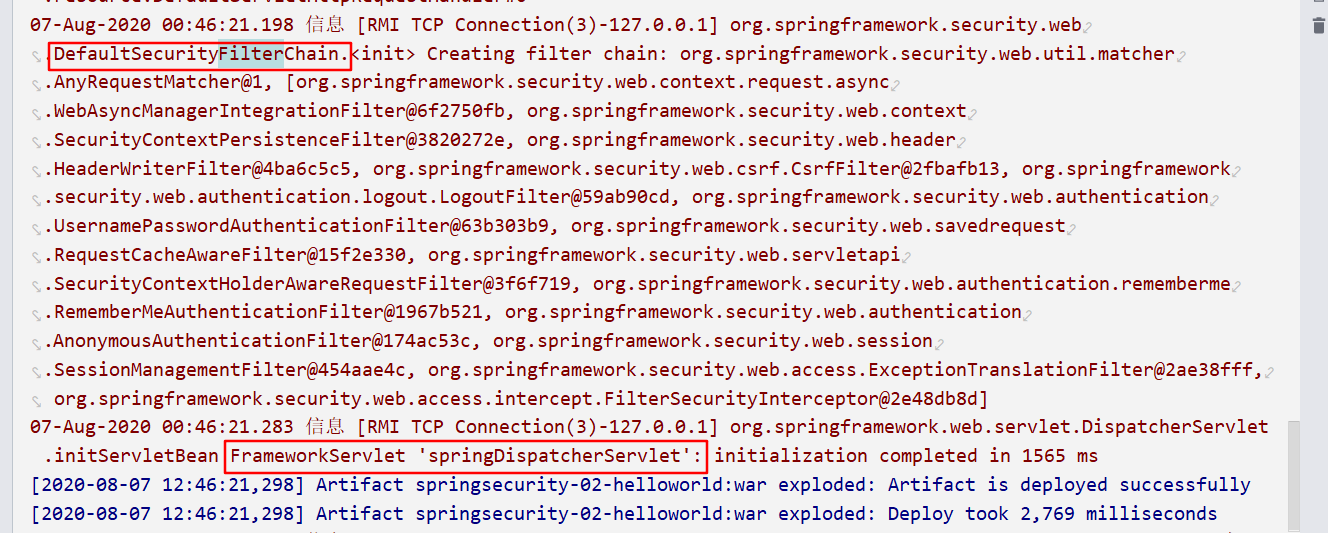 07-Aug-2020 00:46:21.198 信息 [RMI TCP Connection(3)-127.0.0.1] org.springframework.security.web
.DefaultSecurityFilterChain.<init> Creating filter chain: org.springframework.security.web.util.matcher
.AnyRequestMatcher@1, [org.springframework.security.web.context.request.async
.WebAsyncManagerIntegrationFilter@6f2750fb, org.springframework.security.web.context
.SecurityContextPersistenceFilter@3820272e, org.springframework.security.web.header
.HeaderWriterFilter@4ba6c5c5, org.springframework.security.web.csrf.CsrfFilter@2fbafb13, org.springframework
.security.web.authentication.logout.LogoutFilter@59ab90cd, org.springframework.security.web.authentication
.UsernamePasswordAuthenticationFilter@63b303b9, org.springframework.security.web.savedrequest
.RequestCacheAwareFilter@15f2e330, org.springframework.security.web.servletapi
.SecurityContextHolderAwareRequestFilter@3f6f719, org.springframework.security.web.authentication.rememberme
.RememberMeAuthenticationFilter@1967b521, org.springframework.security.web.authentication
.AnonymousAuthenticationFilter@174ac53c, org.springframework.security.web.session
.SessionManagementFilter@454aae4c, org.springframework.security.web.access.ExceptionTranslationFilter@2ae38fff,
org.springframework.security.web.access.intercept.FilterSecurityInterceptor@2e48db8d]
07-Aug-2020 00:46:21.283 信息 [RMI TCP Connection(3)-127.0.0.1] org.springframework.web.servlet.DispatcherServlet
.initServletBean FrameworkServlet 'springDispatcherServlet': initialization completed in 1565 ms
[2020-08-07 12:46:21,298] Artifact springsecurity-02-helloworld:war exploded: Artifact is deployed successfully
[2020-08-07 12:46:21,298] Artifact springsecurity-02-helloworld:war exploded: Deploy took 2,769 milliseconds